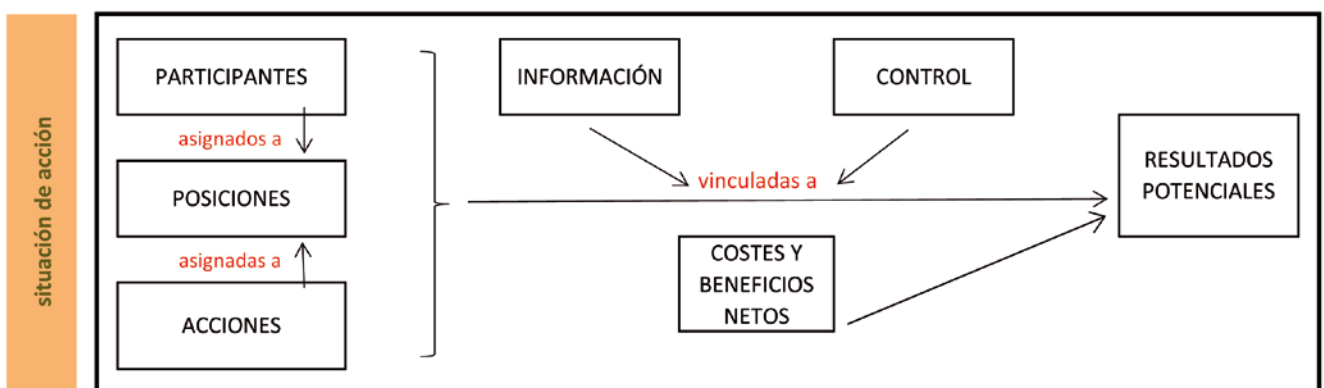 situación de acción
PARTICIPANTES
asignados a
POSICIONES
asignadas a
ACCIONES
INFORMACIÓN
CONTROL
vinculadas a
COSTES Y
BENEFICIOS
NETOS
RESULTADOS
POTENCIALES